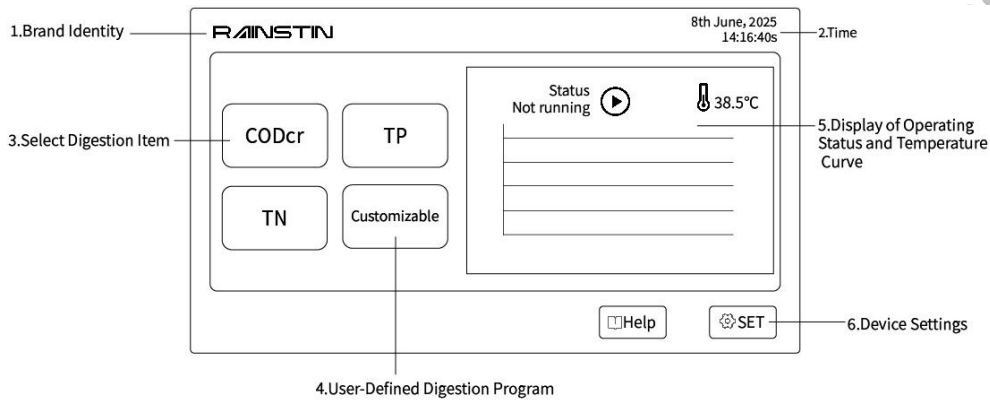 1.Brand Identity
RAINSTIN
8th June, 2025
14:16:40s
2.Time
Status
Not running
38.5°C
3.Select Digestion Item
CODcr
TP
5.Display of Operating
Status and Temperature
Curve
TN
Customizable
Help
SET
6.Device Settings
4.User-Defined Digestion Program